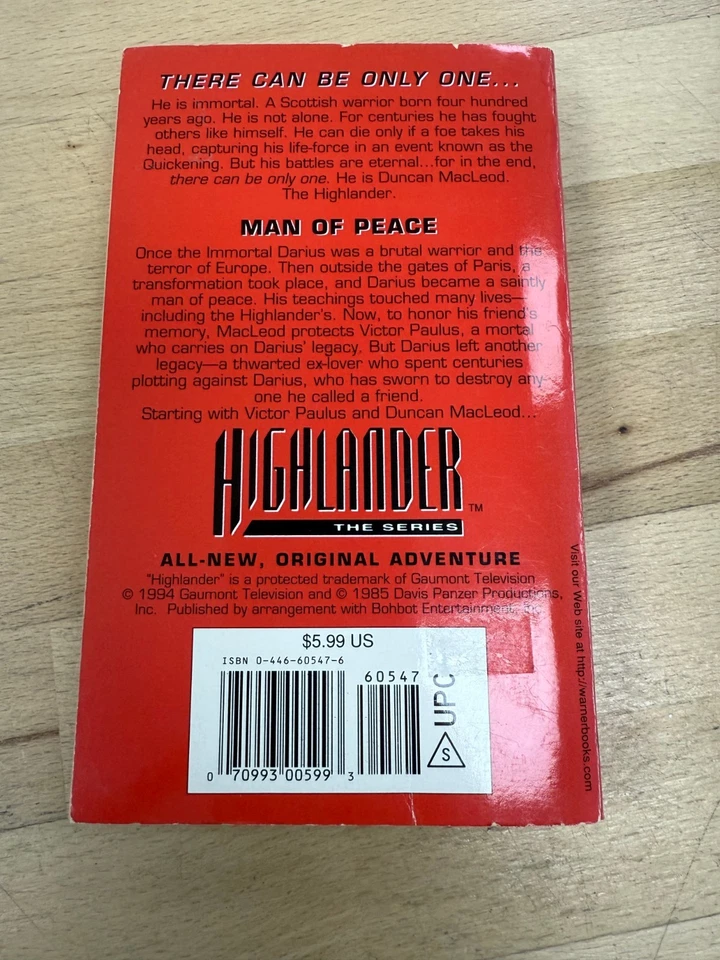 THERE CAN BE ONLY ONE...
He is immortal. A Scottish warrior born four hundred
years ago. He is not alone. For centuries he has fought
others like himself. He can die only if a foe takes his
head, capturing his life-force in an event known as the
Quickening. But his battles are eternal...for in the end,
there can be only one. He is Duncan MacLeod.
The Highlander.
MAN OF PEACE
Once the Immortal Darius was a brutal warrior and the
terror of Europe. Then outside the gates of Paris, a
transformation took place, and Darius became a saintly
man of peace. His teachings touched many lives—
including the Highlander's. Now, to honor his friend's
memory, MacLeod protects Victor Paulus, a mortal
who carries on Darius' legacy. But Darius left another
legacy—a thwarted ex-lover who spent centuries
plotting against Darius, who has sworn to destroy any-
one he called a friend.
Starting with Victor Paulus and Duncan MacLeod...
HIGHLANDER™
THE SERIES
ALL-NEW, ORIGINAL ADVENTURE
"Highlander" is a protected trademark of Gaumont Television
© 1994 Gaumont Television and © 1985 Davis Panzer Productions,
Inc. Published by arrangement with Bohbot Entertainment, Inc.
Visit our Web site at http://warnerbooks.com
$5.99 US
ISBN 0-446-60547-6
60547
0 70993 00599 3
UPC
S